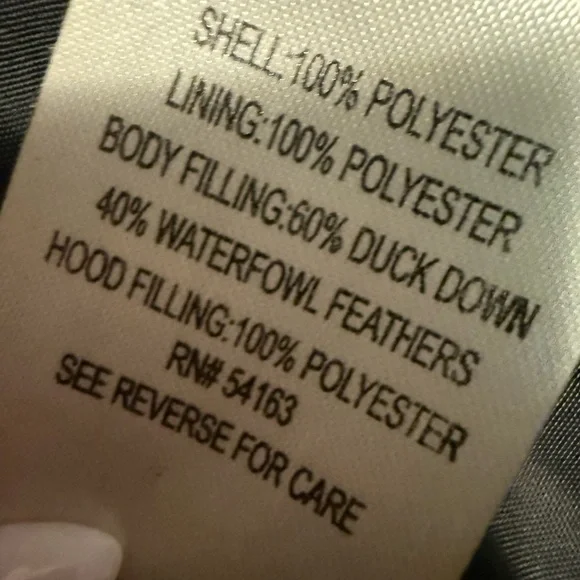 SHELL:100% POLYESTER
LINING:100% POLYESTER
BODY FILLING:60% DUCK DOWN
40% WATERFOWL FEATHERS
HOOD FILLING:100% POLYESTER
RN# 54163
SEE REVERSE FOR CARE